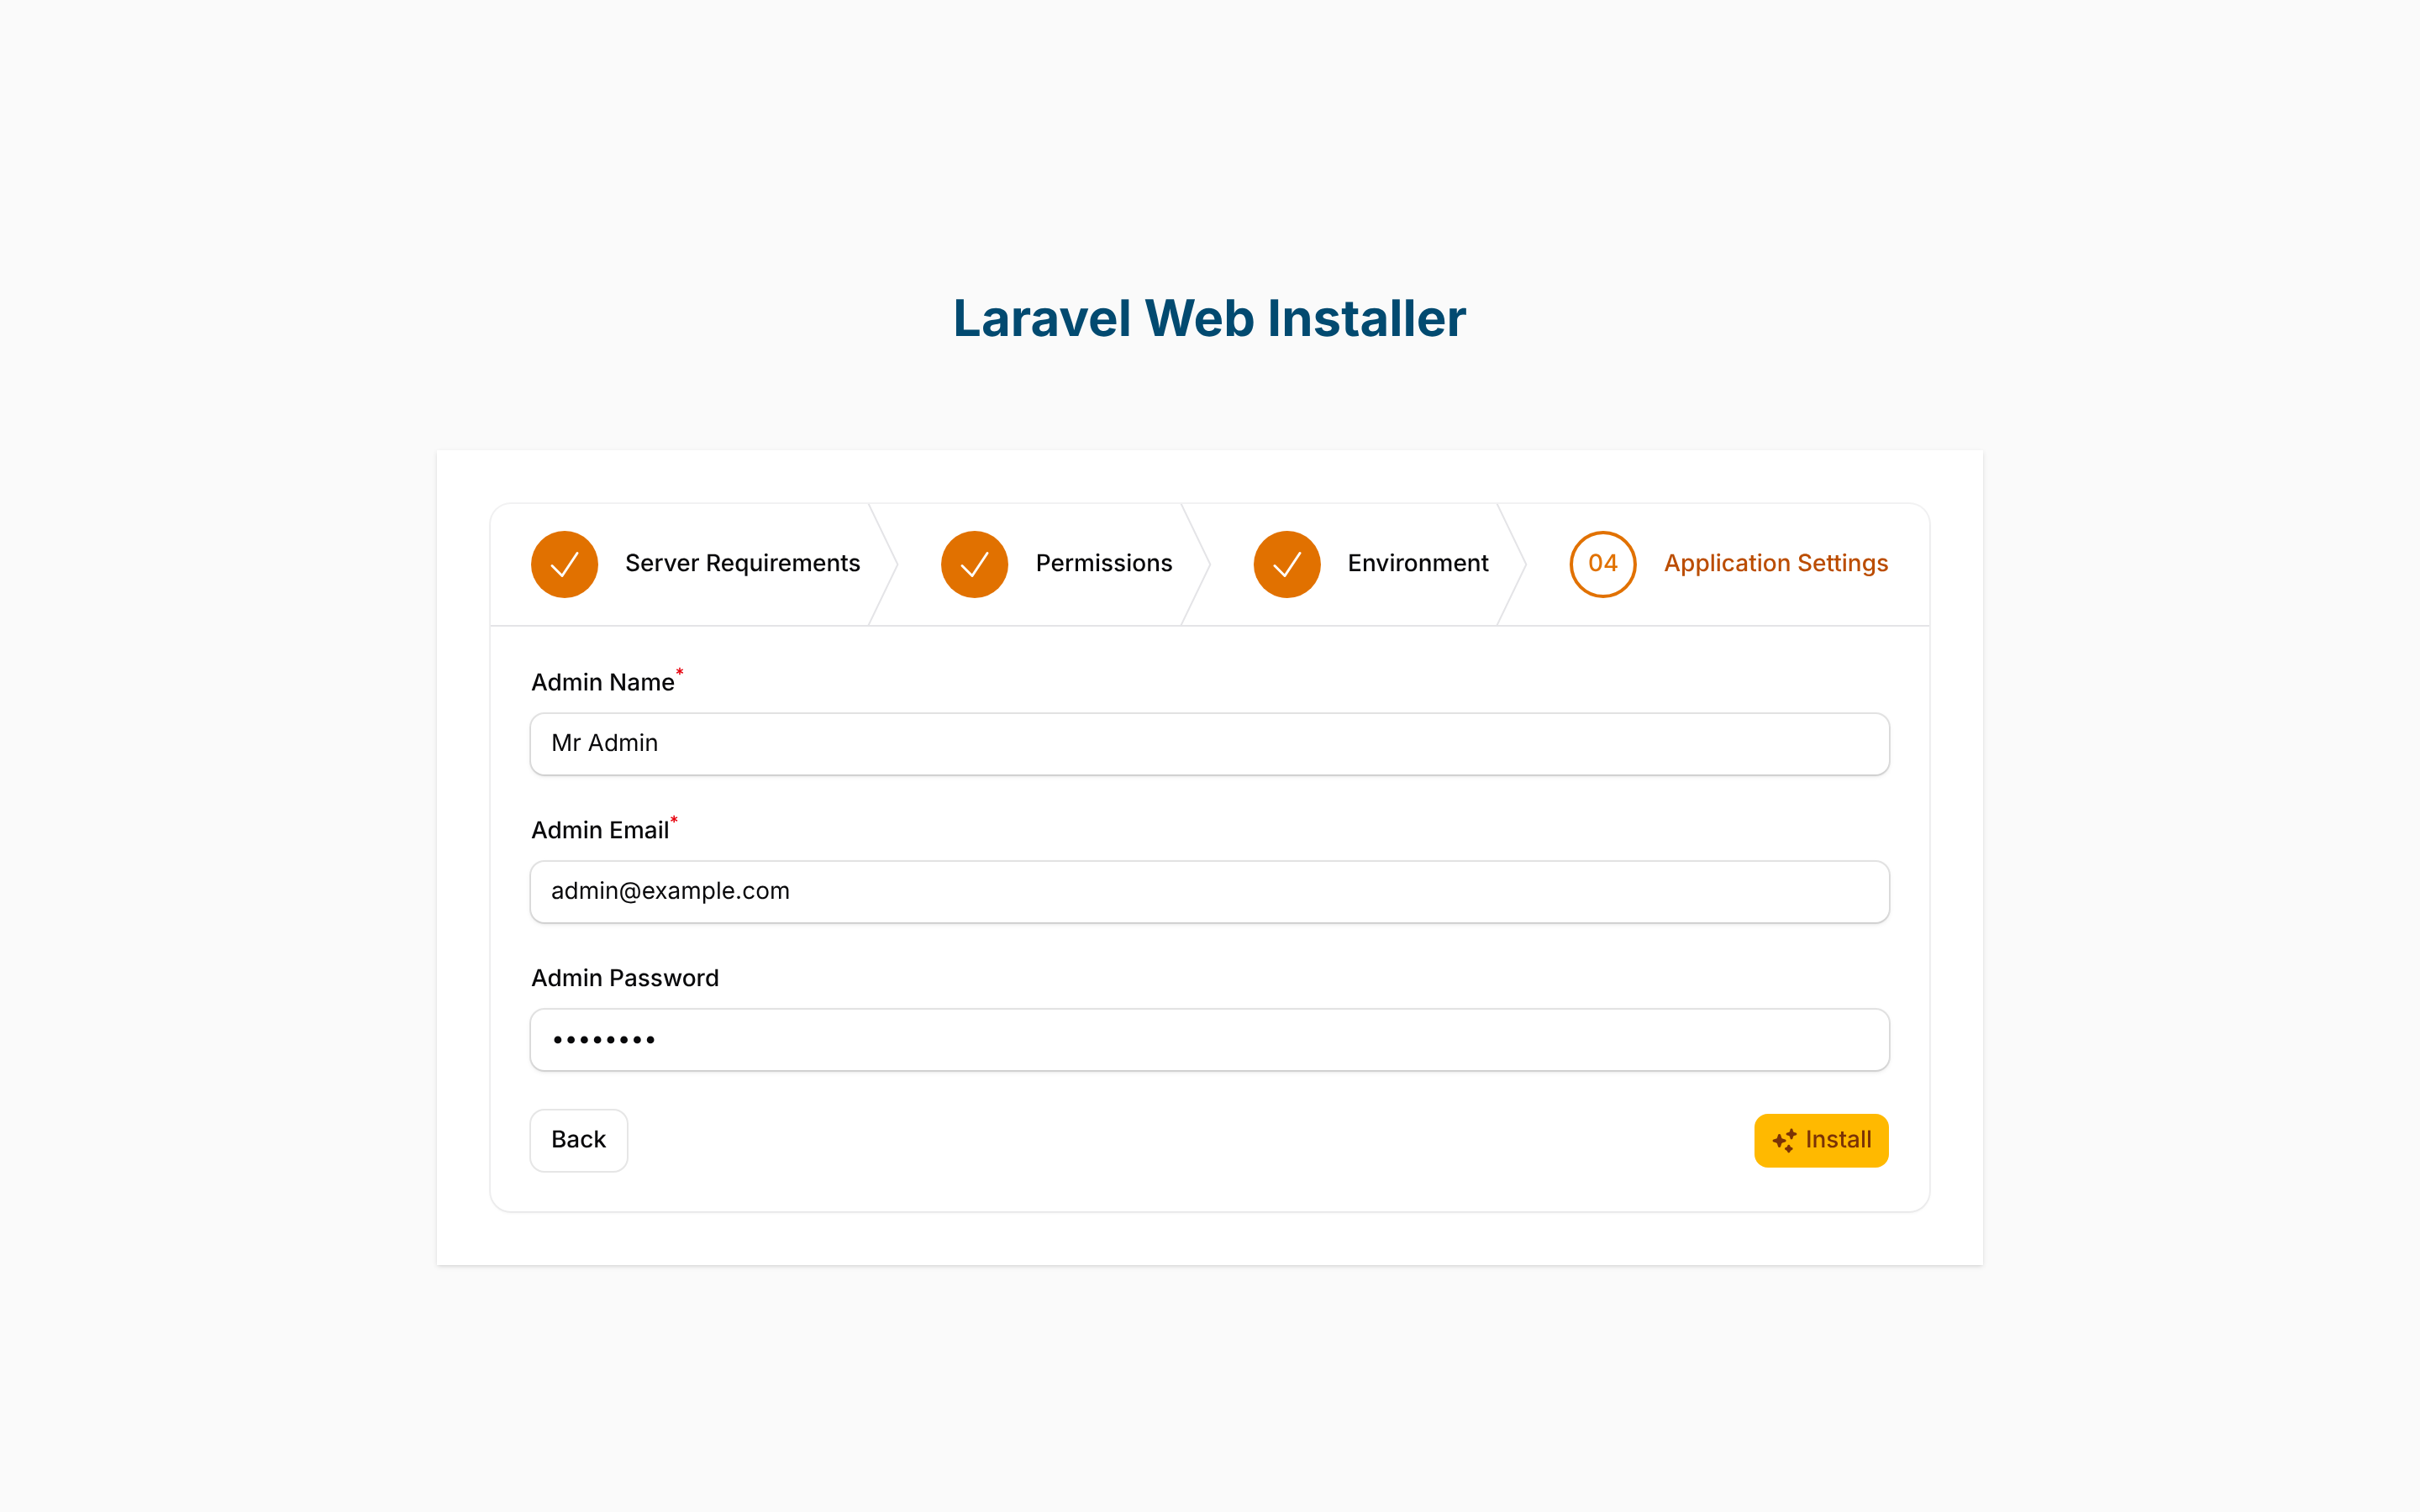 Laravel Web Installer
Server Requirements
Permissions
Environment
04 Application Settings
Admin Name*
Mr Admin
Admin Email*
admin@example.com
Admin Password
••••••••
Back
Install